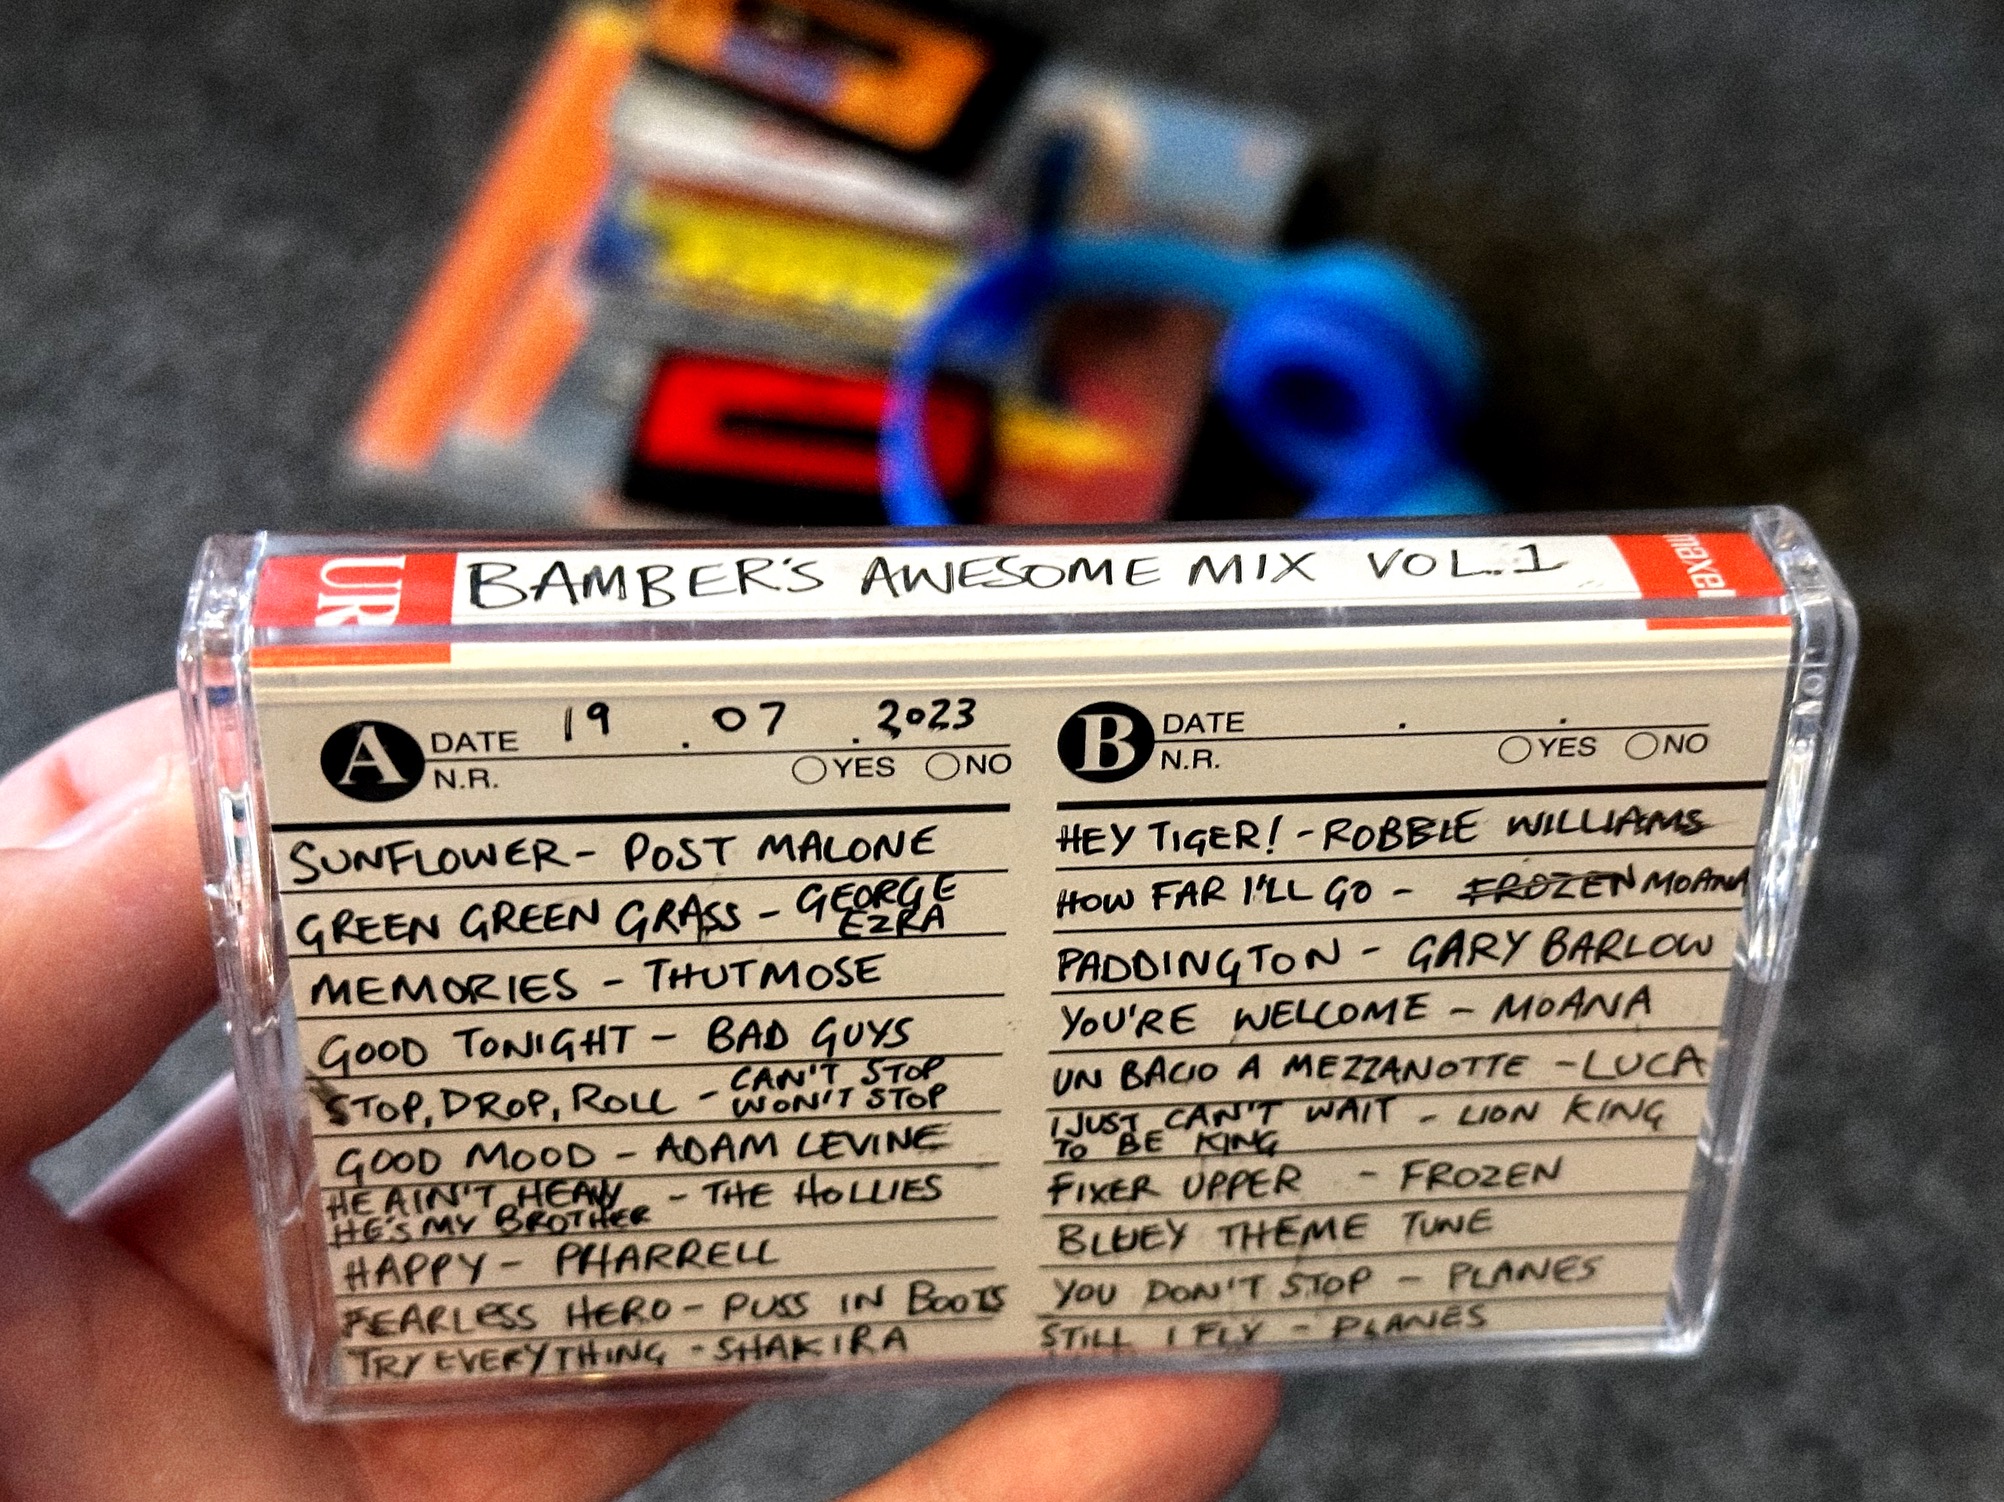 UR BAMBER'S AWESOME MIX VOL.1 maxell
A DATE 19 . 07 . 2023
N.R. YES NO
SUNFLOWER - POST MALONE
GREEN GREEN GRASS - GEORGE
EZRA
MEMORIES - THUTMOSE
GOOD TONIGHT - BAD GUYS
STOP, DROP, ROLL - CAN'T STOP
WON'T STOP
GOOD MOOD - ADAM LEVINE
HE AIN'T HEAVY - THE HOLLIES
HE'S MY BROTHER
HAPPY - PHARRELL
FEARLESS HERO - PUSS IN BOOTS
TRY EVERYTHING - SHAKIRA
B DATE . .
N.R. YES NO
HEY TIGER! - ROBBIE WILLIAMS
HOW FAR I'LL GO - FROZEN MOANA
PADDINGTON - GARY BARLOW
YOU'RE WELCOME - MOANA
UN BACIO A MEZZANOTTE - LUCA
I JUST CAN'T WAIT - LION KING
TO BE KING
FIXER UPPER - FROZEN
BLUEY THEME TUNE
YOU DON'T STOP - PLANES
STILL I FLY - PLANES